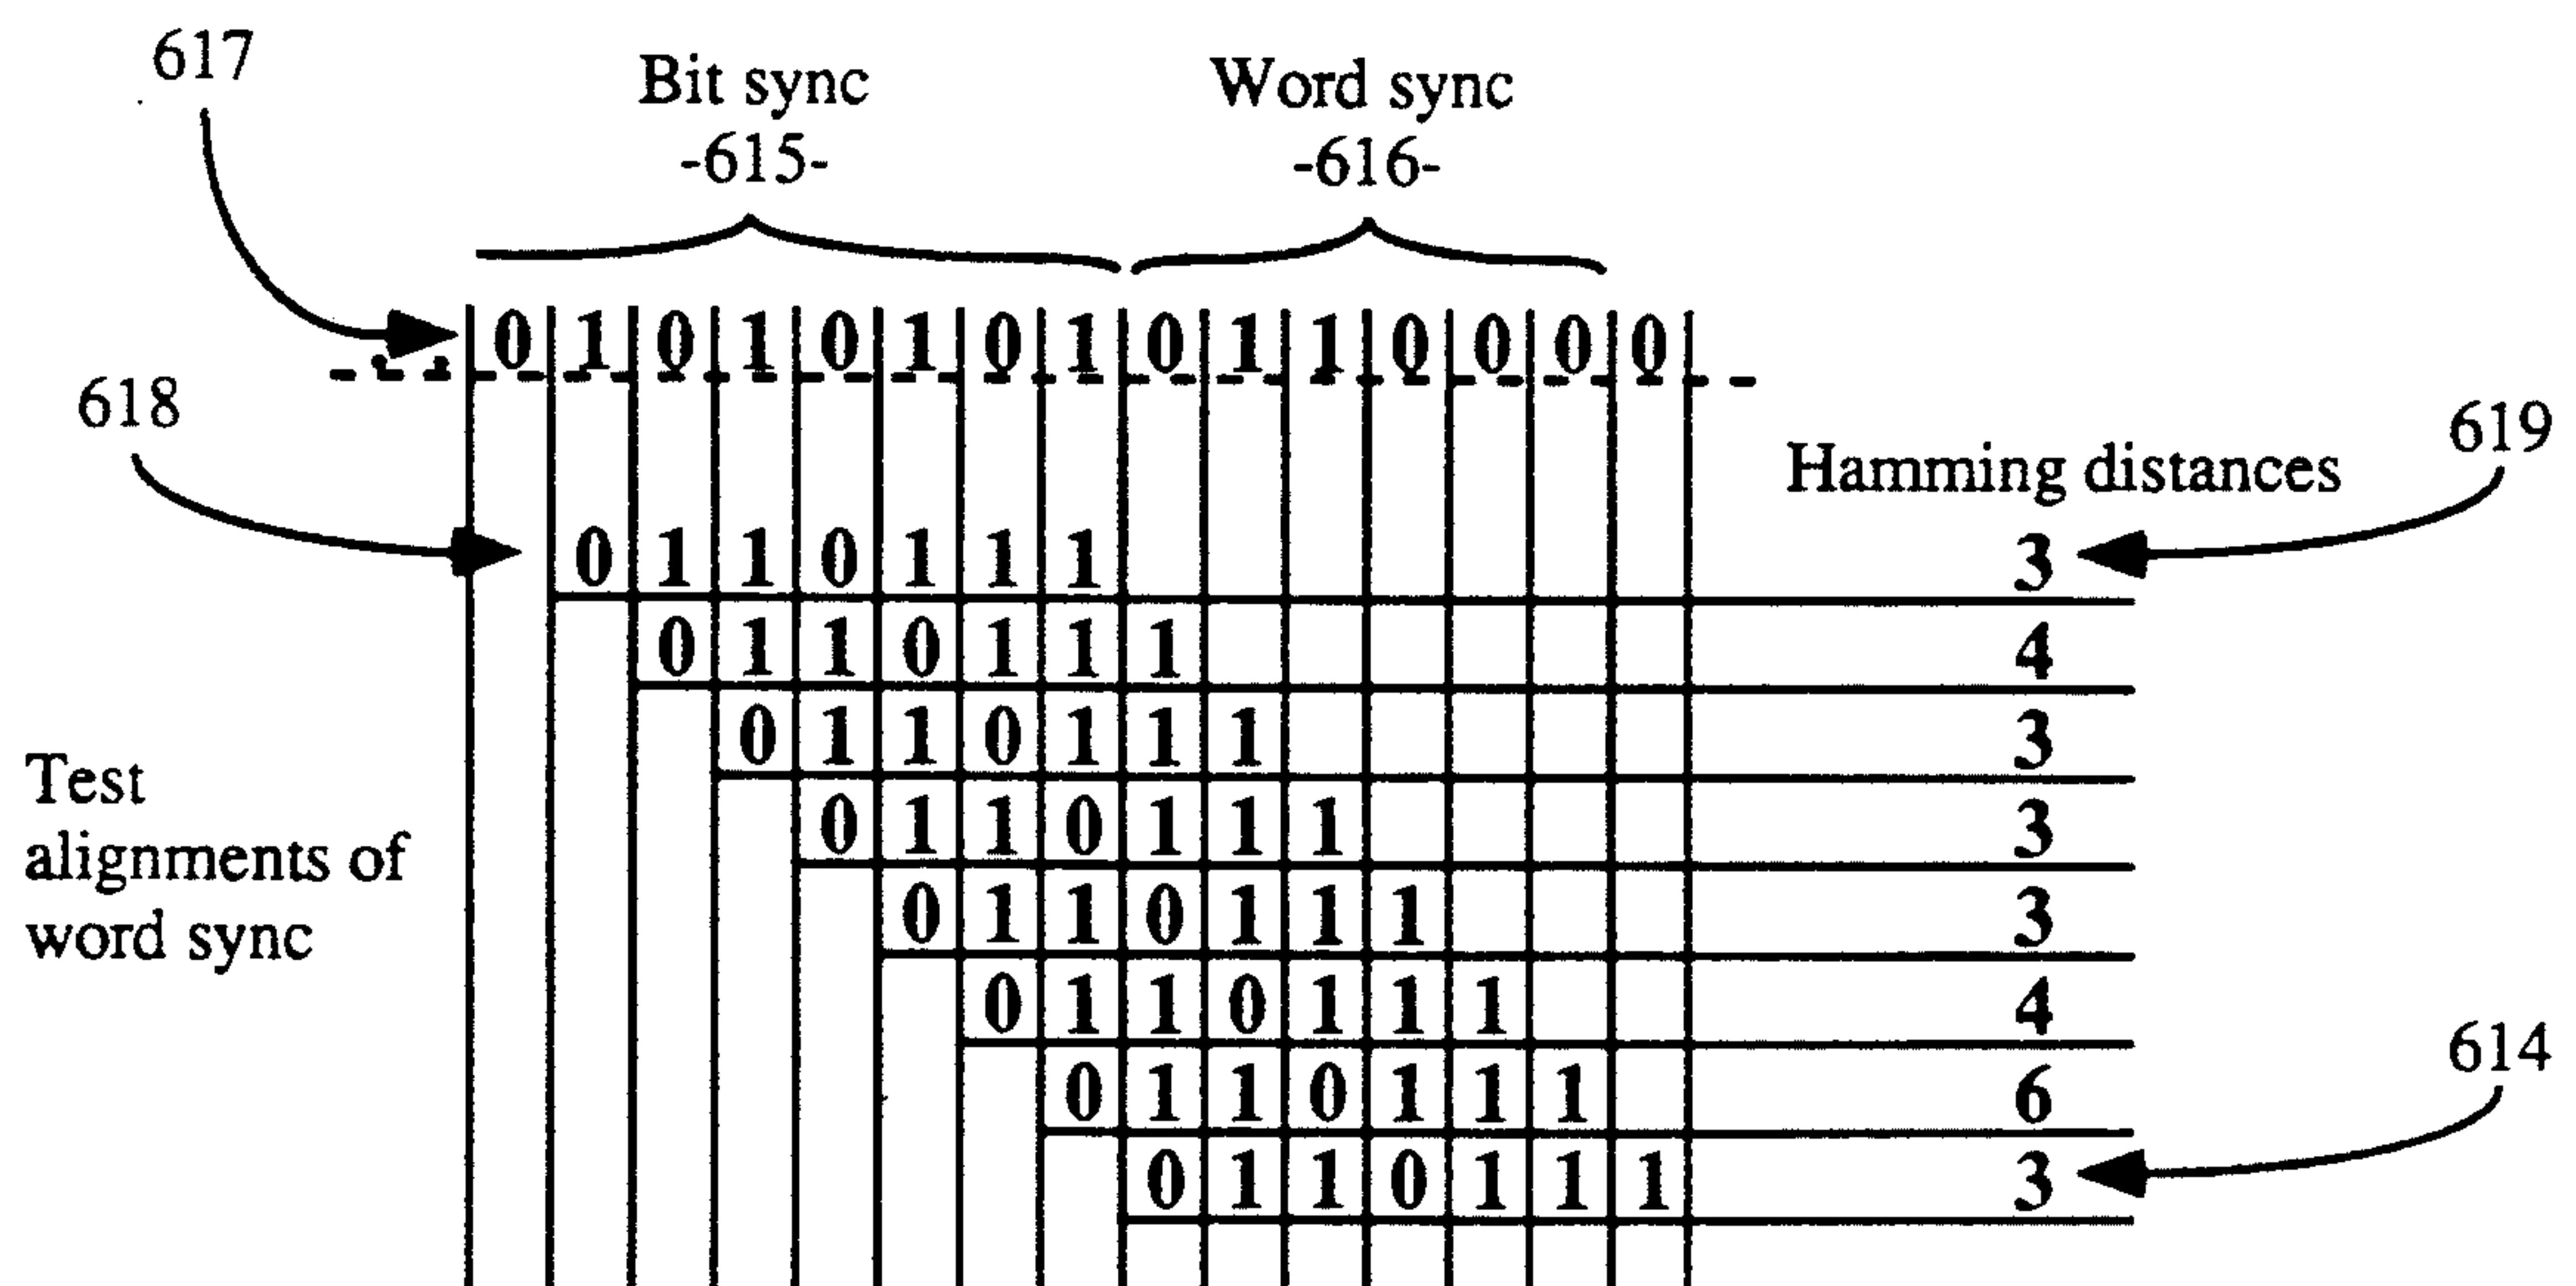 617
Bit sync
-615-
Word sync
-616-
0 1 0 1 0 1 0 1 0 1 1 0 0 0 0
618
619
Hamming distances
0 1 1 0 1 1 1 3
0 1 1 0 1 1 1 4
0 1 1 0 1 1 1 3
0 1 1 0 1 1 1 3
0 1 1 0 1 1 1 3
0 1 1 0 1 1 1 4
0 1 1 0 1 1 1 6
0 1 1 0 1 1 1 3
Test
alignments of
word sync
614